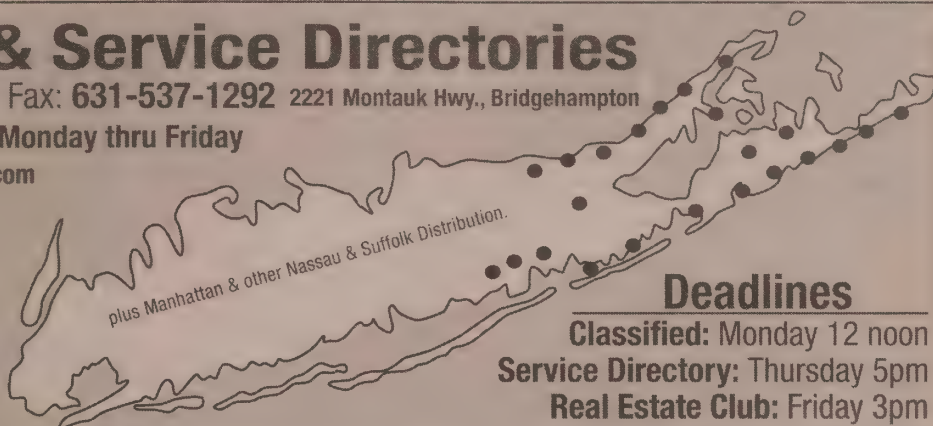 & Service Directories
Fax: 631-537-1292 2221 Montauk Hwy., Bridgehampton
Monday thru Friday
com
plus Manhattan & other Nassau & Suffolk Distribution.
Deadlines
Classified: Monday 12 noon
Service Directory: Thursday 5pm
Real Estate Club: Friday 3pm